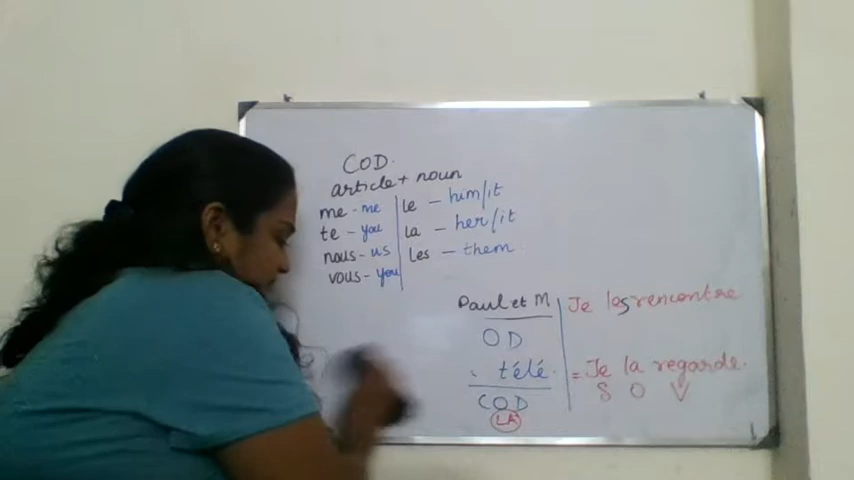 COD.
article + noun
me - me le - him/it
te - you la - her/it
nous - us les - them
vous - you
Paul et M Je les rencontre
OD
télé. = Je la regarde.
S O V
COD
LA